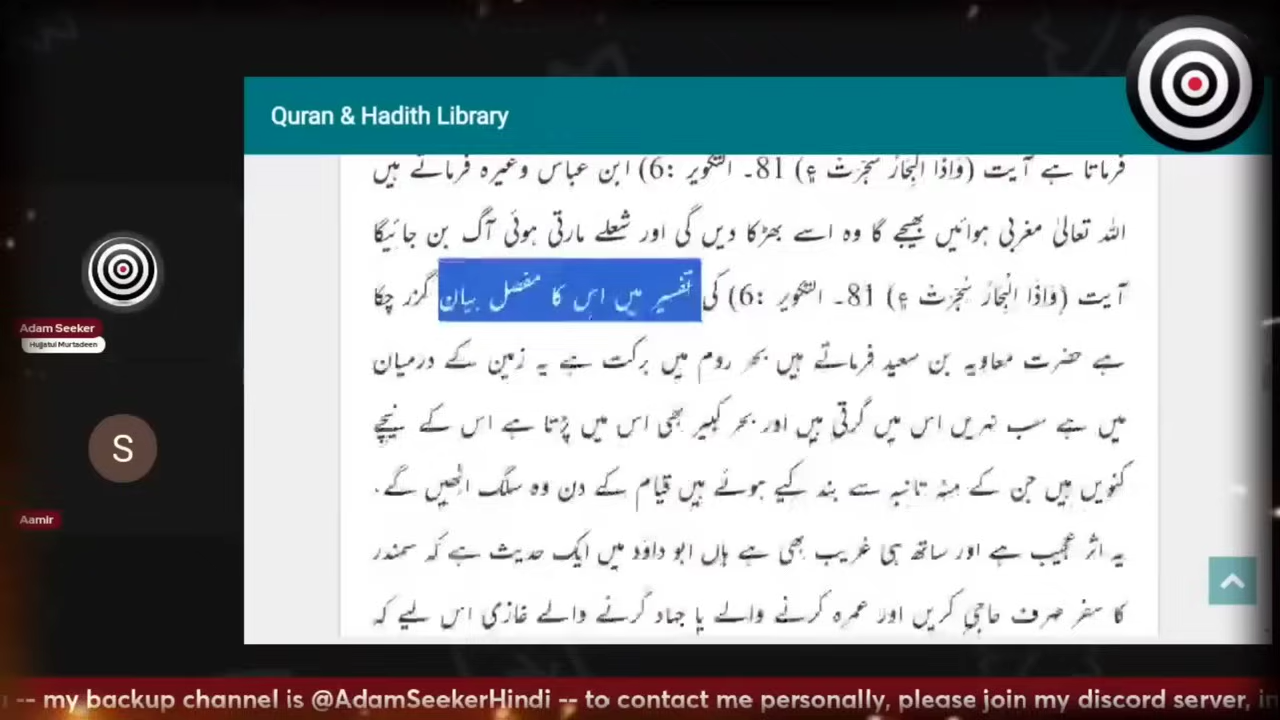 Quran & Hadith Library
فرماتا ہے آیت (وَاِذَا الْبِحَارُ سُجِّرَتْ ۽) 81۔ التکویر :6) ابن عباس وغیرہ فرماتے ہیں
اللہ تعالیٰ مغربی ہوائیں بھیجے گا وہ اسے بھڑکا دیں گی اور شعلے مارتی ہوئی آگ بن جائیگا
آیت (وَاِذَا الْبِحَارُ سُجِّرَتْ ۽) 81۔ التکویر :6) کی تفسیر میں اس کا مفصل بیان گزر چکا
ہے حضرت معاویہ بن سعید فرماتے ہیں بحر روم میں برکت ہے یہ زمین کے درمیان
میں ہے سب نہریں اس میں گرتی ہیں اور بحر کبیر بھی اس میں پڑتا ہے اس کے نیچے
کنویں ہیں جن کے منہ تانبہ سے بند کیے ہوئے ہیں قیام کے دن وہ سلگ اٹھیں گے۔
یہ اثر عجیب ہے اور ساتھ ہی غریب بھی ہے ہاں ابو داؤد میں ایک حدیث ہے کہ سمندر
کا سفر صرف حاجی کریں اور عمرہ کرنے والے یا جہاد کرنے والے غازی اس لیے کہ
Adam Seeker
Hujjatul Murtadeen
S
Aamir
-- my backup channel is @AdamSeekerHindi -- to contact me personally, please join my discord server,